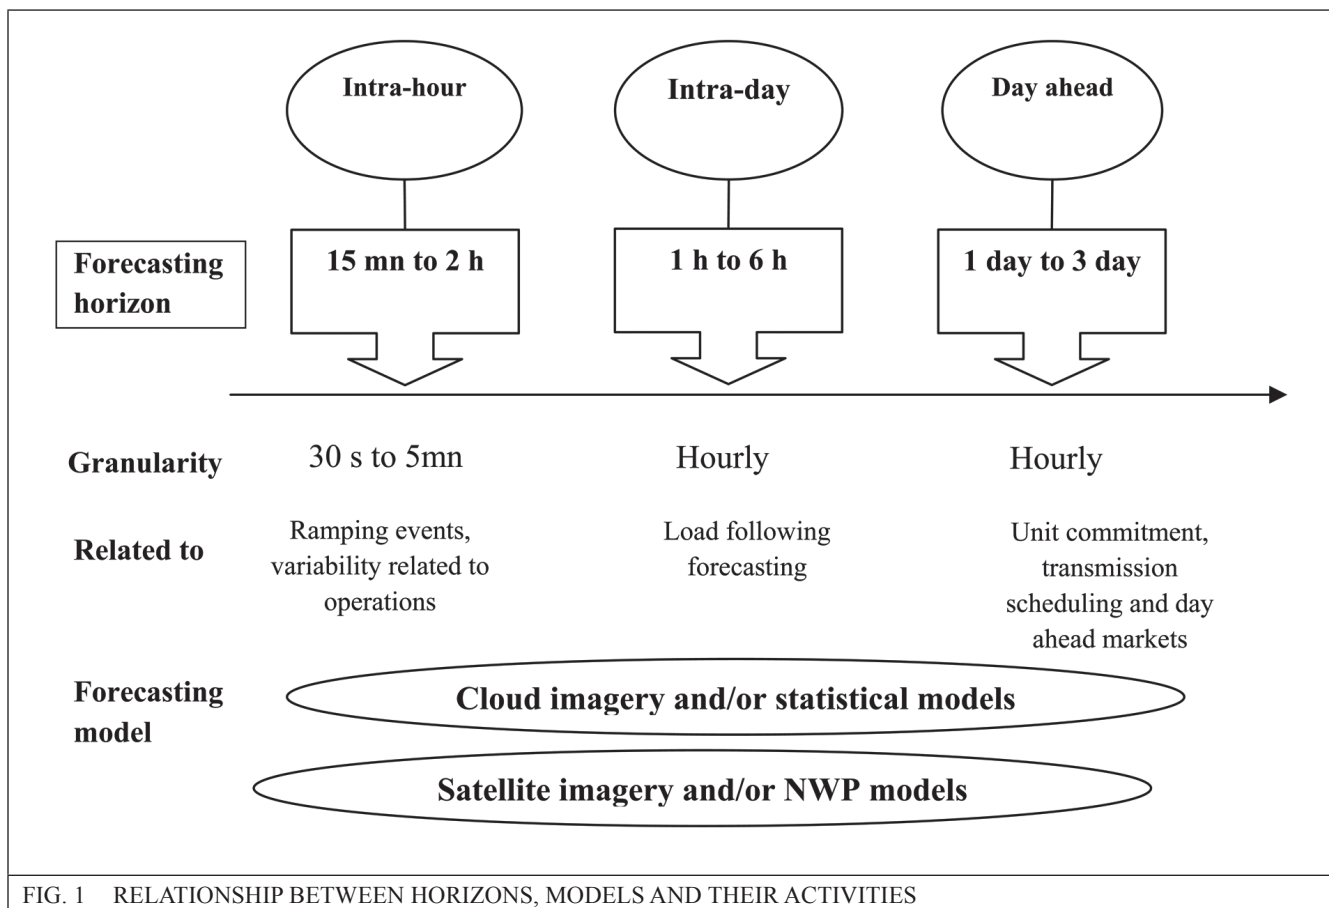 Intra-hour
Intra-day
Day ahead
Forecasting
horizon
15 mn to 2 h
1 h to 6 h
1 day to 3 day
Granularity
30 s to 5mn
Hourly
Hourly
Related to
Ramping events,
variability related to
operations
Load following
forecasting
Unit commitment,
transmission
scheduling and day
ahead markets
Forecasting
model
Cloud imagery and/or statistical models
Satellite imagery and/or NWP models
FIG. 1 RELATIONSHIP BETWEEN HORIZONS, MODELS AND THEIR ACTIVITIES